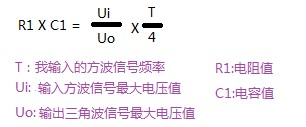 R1 X C1 = Ui/Uo X T/4
T：我输入的方波信号频率 R1:电阻值
Ui: 输入方波信号最大电压值 C1:电容值
Uo: 输出三角波信号最大电压值